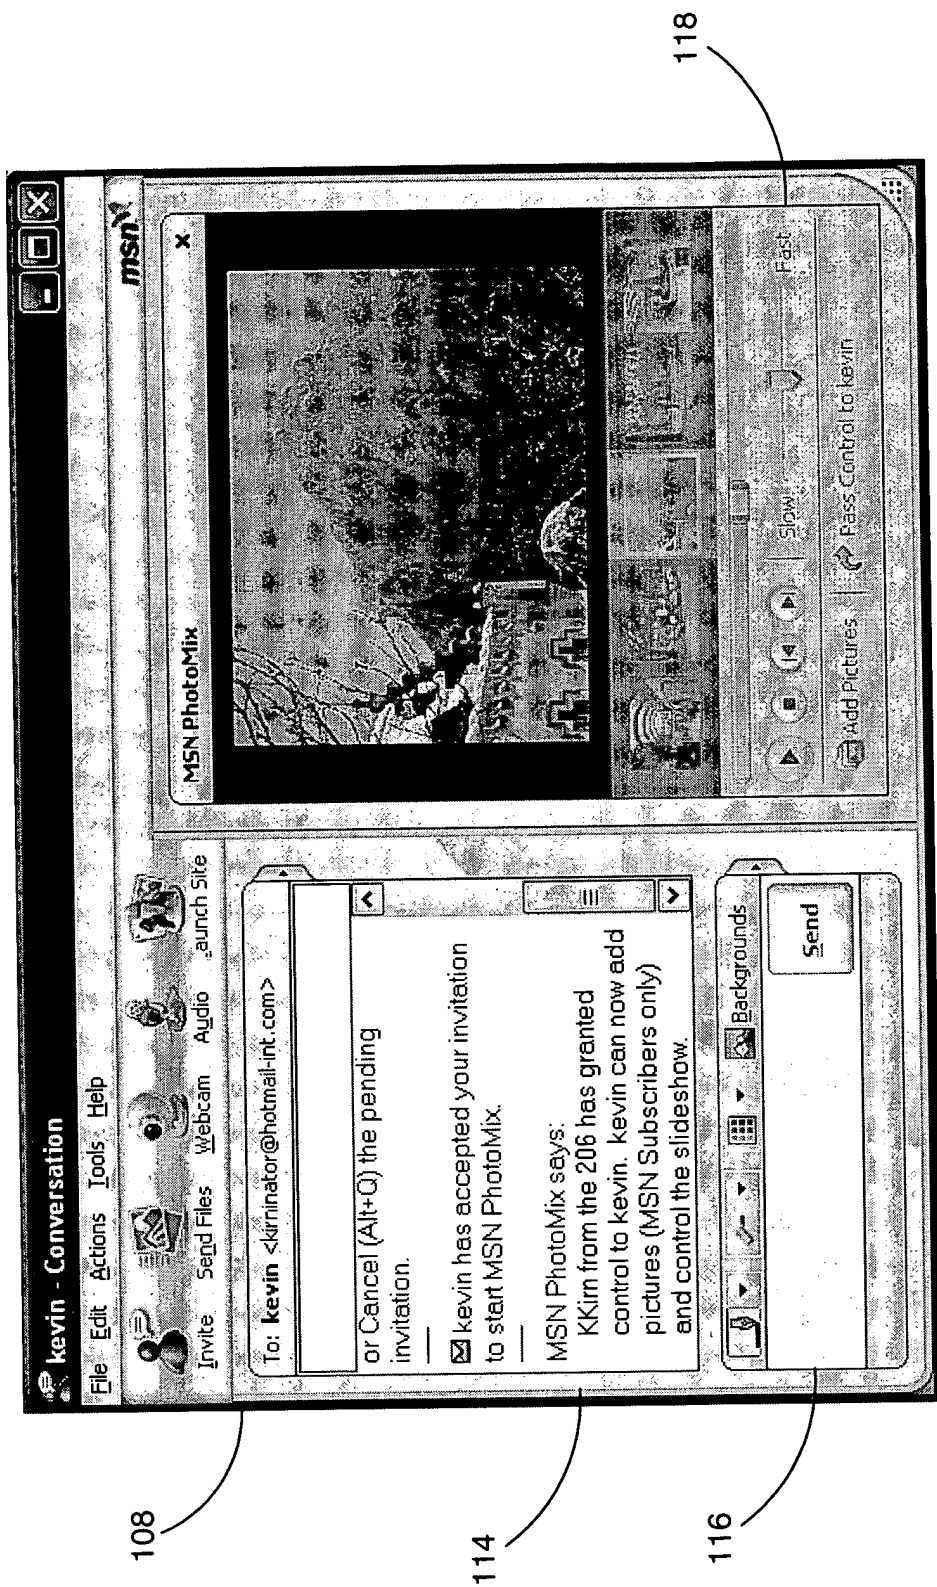 kevin - Conversation
File Edit Actions Tools Help
msn
Invite Send Files Webcam Audio Launch Site
To: kevin <kirninator@hotmail-int.com>
or Cancel (Alt+Q) the pending
invitation.
kevin has accepted your invitation
to start MSN PhotoMix.
MSN PhotoMix says:
KKirn from the 206 has granted
control to kevin. kevin can now add
pictures (MSN Subscribers only)
and control the slideshow.
Backgrounds
Send
MSN PhotoMix
x
Slow Fast
Add Pictures Pass Control to kevin
108
114
116
118